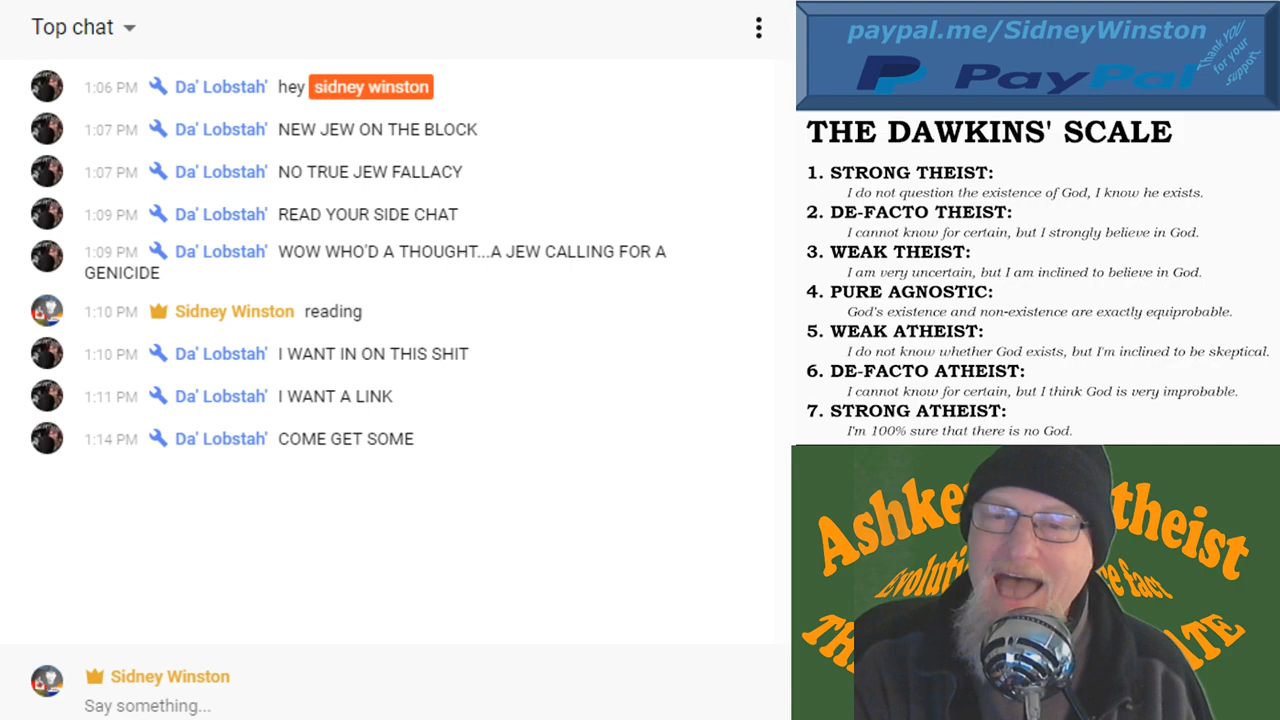 Top chat
1:06 PM Da' Lobstah' hey sidney winston
1:07 PM Da' Lobstah' NEW JEW ON THE BLOCK
1:07 PM Da' Lobstah' NO TRUE JEW FALLACY
1:09 PM Da' Lobstah' READ YOUR SIDE CHAT
1:09 PM Da' Lobstah' WOW WHO'D A THOUGHT...A JEW CALLING FOR A
GENICIDE
1:10 PM Sidney Winston reading
1:10 PM Da' Lobstah' I WANT IN ON THIS SHIT
1:11 PM Da' Lobstah' I WANT A LINK
1:14 PM Da' Lobstah' COME GET SOME
Sidney Winston
Say something...
paypal.me/SidneyWinston
PayPal
Thank YOU
for your
support
THE DAWKINS' SCALE
1. STRONG THEIST:
I do not question the existence of God, I know he exists.
2. DE-FACTO THEIST:
I cannot know for certain, but I strongly believe in God.
3. WEAK THEIST:
I am very uncertain, but I am inclined to believe in God.
4. PURE AGNOSTIC:
God's existence and non-existence are exactly equiprobable.
5. WEAK ATHEIST:
I do not know whether God exists, but I'm inclined to be skeptical.
6. DE-FACTO ATHEIST:
I cannot know for certain, but I think God is very improbable.
7. STRONG ATHEIST:
I'm 100% sure that there is no God.
fact